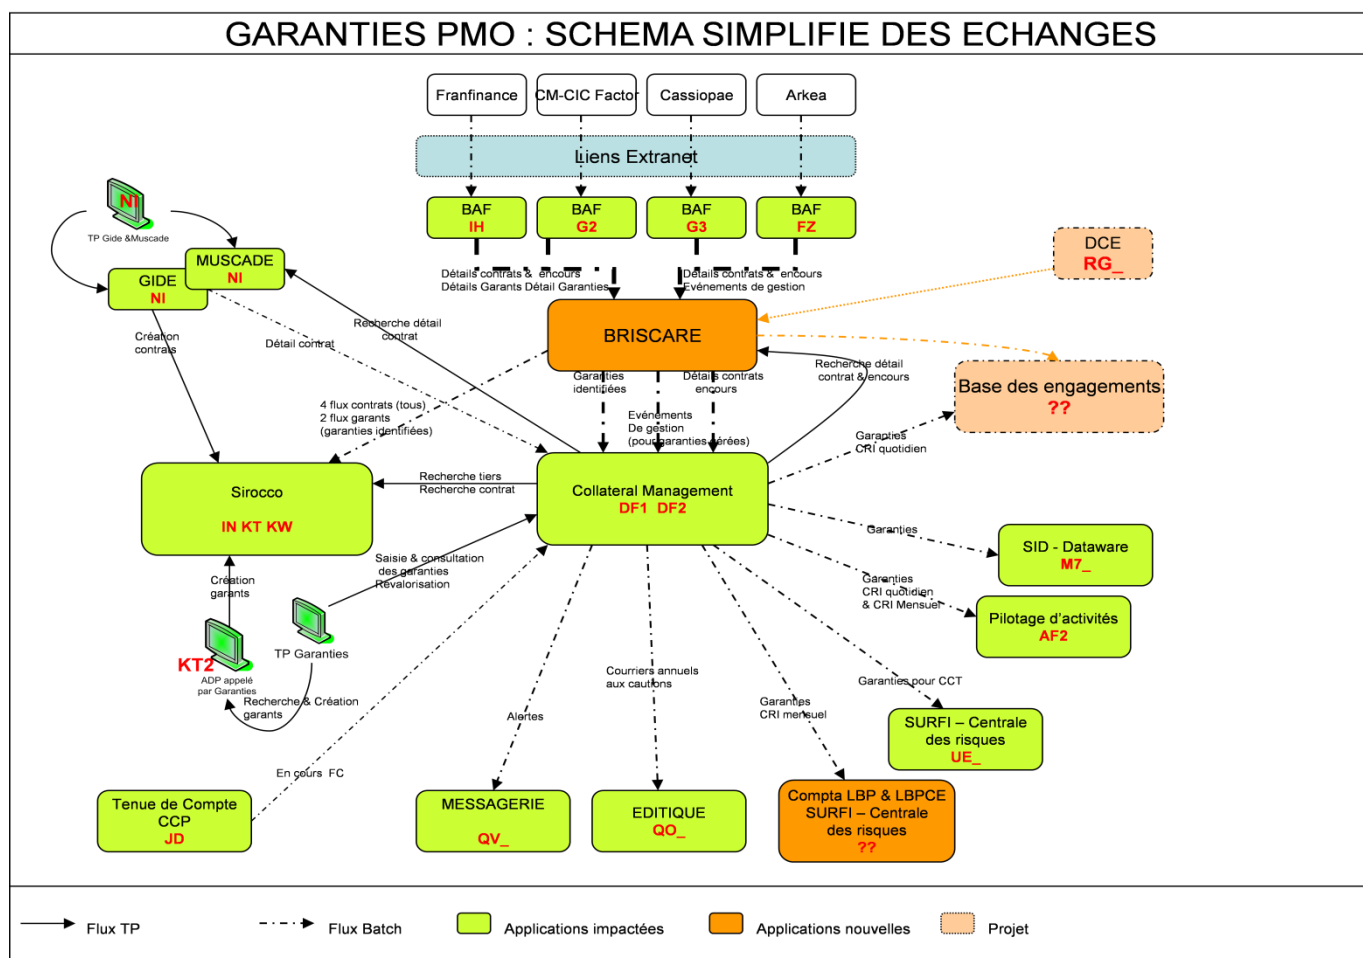 GARANTIES PMO : SCHEMA SIMPLIFIE DES ECHANGES
Franfinance
CM-CIC Factor
Cassiopae
Arkea
Liens Extranet
BAF
IH
BAF
G2
BAF
G3
BAF
FZ
NI
TP Gide &Muscade
MUSCADE
NI
GIDE
NI
DCE
RG_
Détails contrats & encours
Détails Garants Détail Garanties
Détails contrats & encours
Evénements de gestion
BRISCARE
Création
contrats
Recherche détail
contrat
Détail contrat
Garanties
identifiées
Détails contrats
encours
Recherche détail
contrat & encours
Base des engagements
??
4 flux contrats (tous)
2 flux garants
(garanties identifiées)
Evénements
De gestion
(pour garanties gérées)
Garanties
CRI quotidien
Sirocco
IN KT KW
Recherche tiers
Recherche contrat
Collateral Management
DF1 DF2
Garanties
SID - Dataware
M7_
Saisie & consultation
des garanties
Revalorisation
Création
garants
Garanties
CRI quotidien
& CRI Mensuel
Pilotage d'activités
AF2
TP Garanties
KT2
ADP appelé
par Garanties
Recherche & Création
garants
Courriers annuels
aux cautions
Garanties pour CCT
Garanties
CRI mensuel
Alertes
SURFI – Centrale
des risques
UE_
En cours FC
Tenue de Compte
CCP
JD
MESSAGERIE
QV_
EDITIQUE
QO_
Compta LBP & LBPCE
SURFI – Centrale
des risques
??
Flux TP
Flux Batch
Applications impactées
Applications nouvelles
Projet